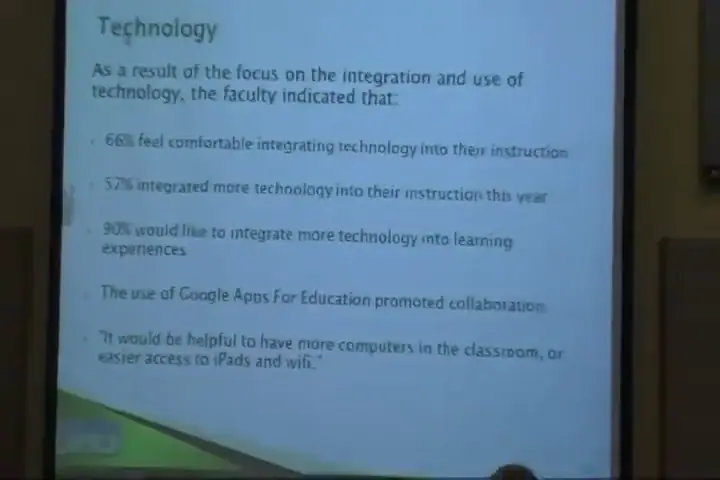 Technology
As a result of the focus on the integration and use of
technology, the faculty indicated that:
66% feel comfortable integrating technology into their instruction
57% integrated more technology into their instruction this year
90% would like to integrate more technology into learning
experiences
The use of Google Apps For Education promoted collaboration
"It would be helpful to have more computers in the classroom, or
easier access to iPads and wifi."